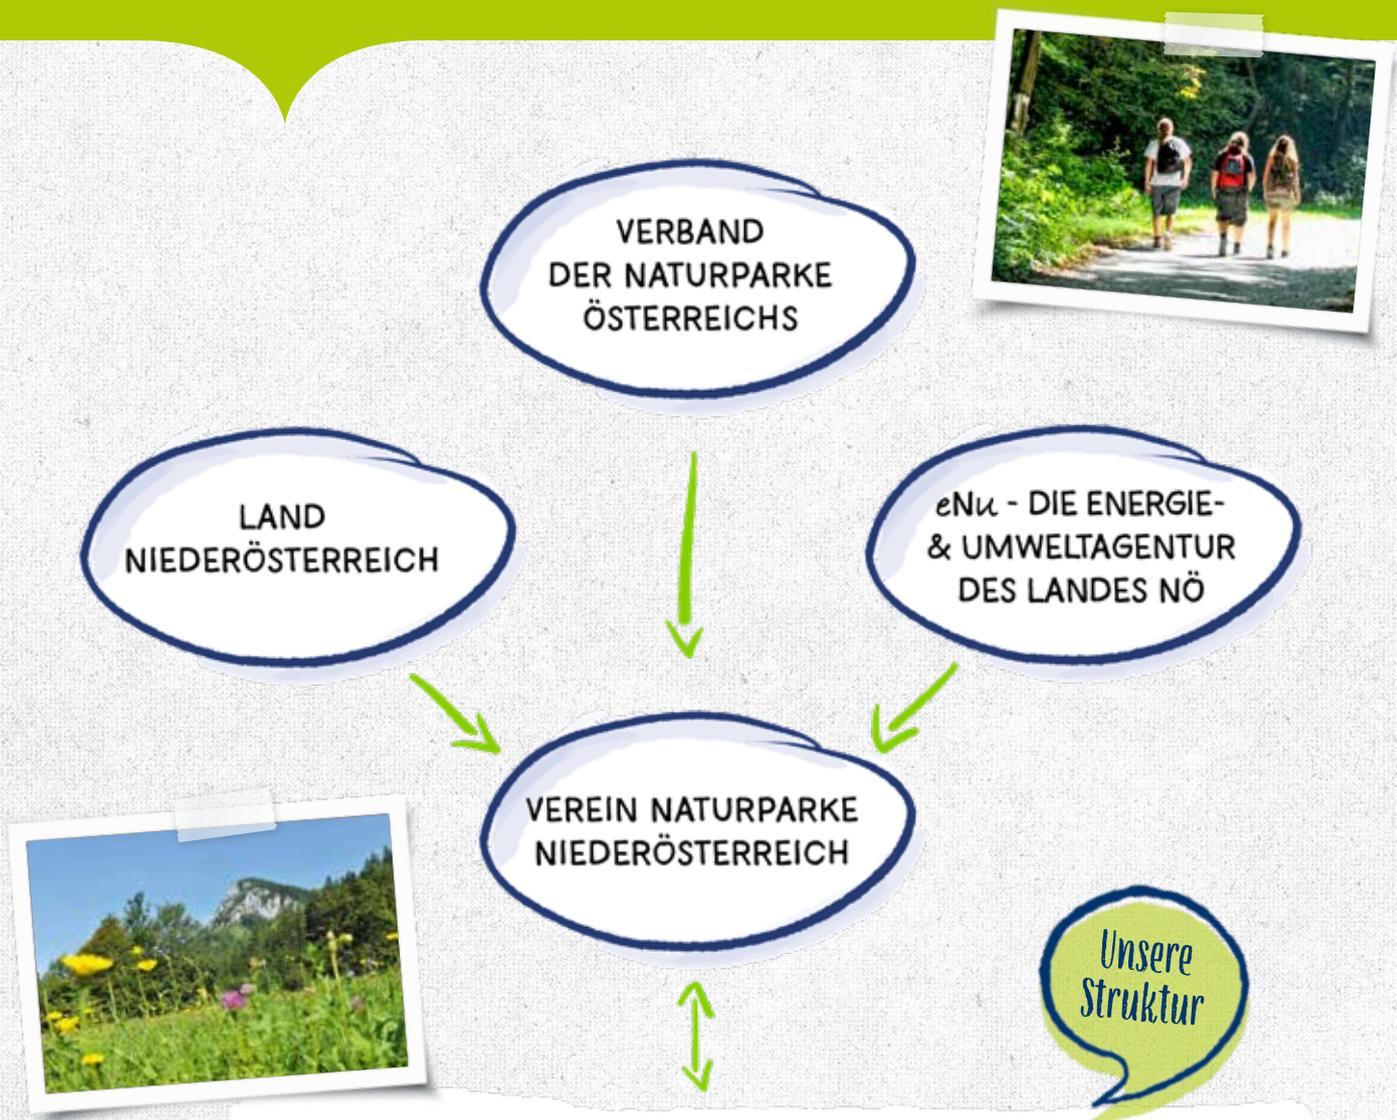 VERBAND
DER NATURPARKE
ÖSTERREICHS
LAND
NIEDERÖSTERREICH
eNu - DIE ENERGIE-
& UMWELTAGENTUR
DES LANDES NÖ
VEREIN NATURPARKE
NIEDERÖSTERREICH
Unsere
Struktur